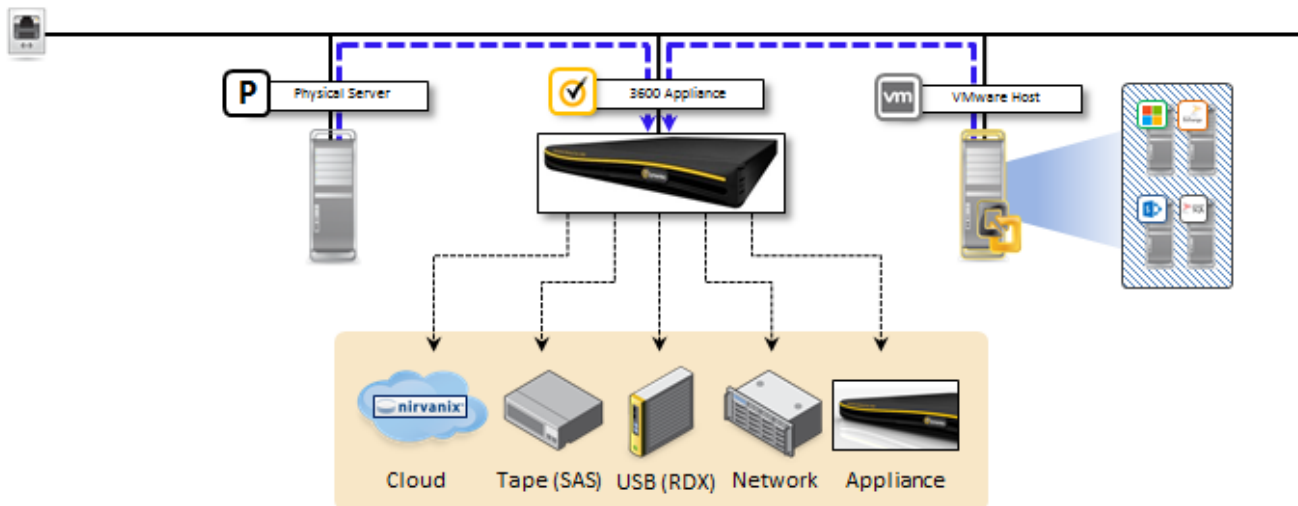 P
Physical Server
3600 Appliance
vm
VMware Host
nirvanix
Cloud
Tape (SAS)
USB (RDX)
Network
Appliance